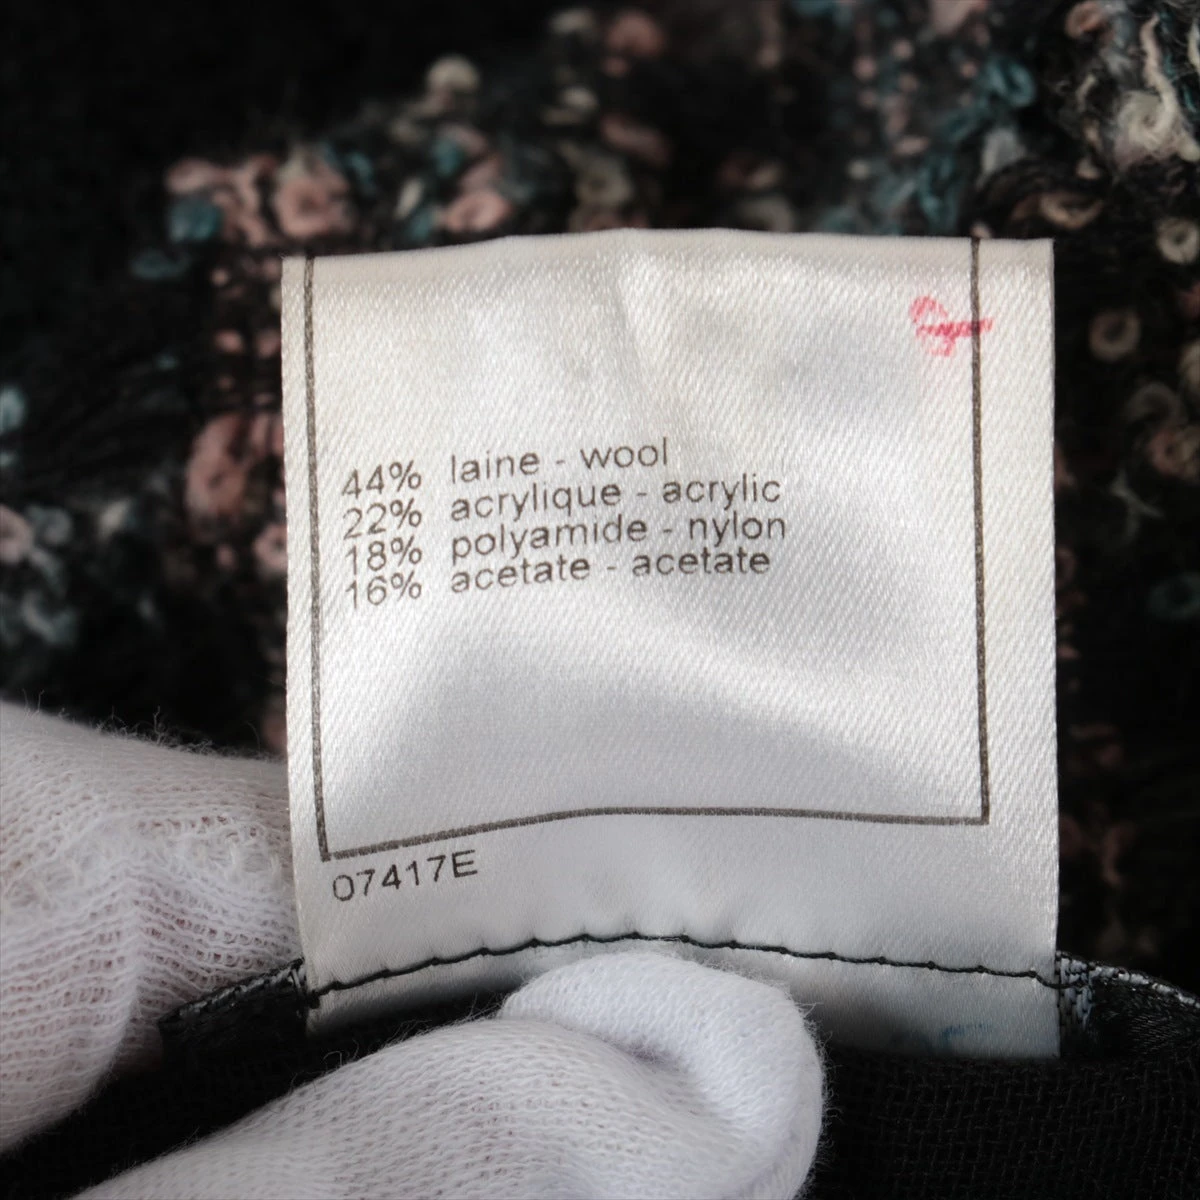 44% laine - wool
22% acrylique - acrylic
18% polyamide - nylon
16% acetate - acetate
07417E